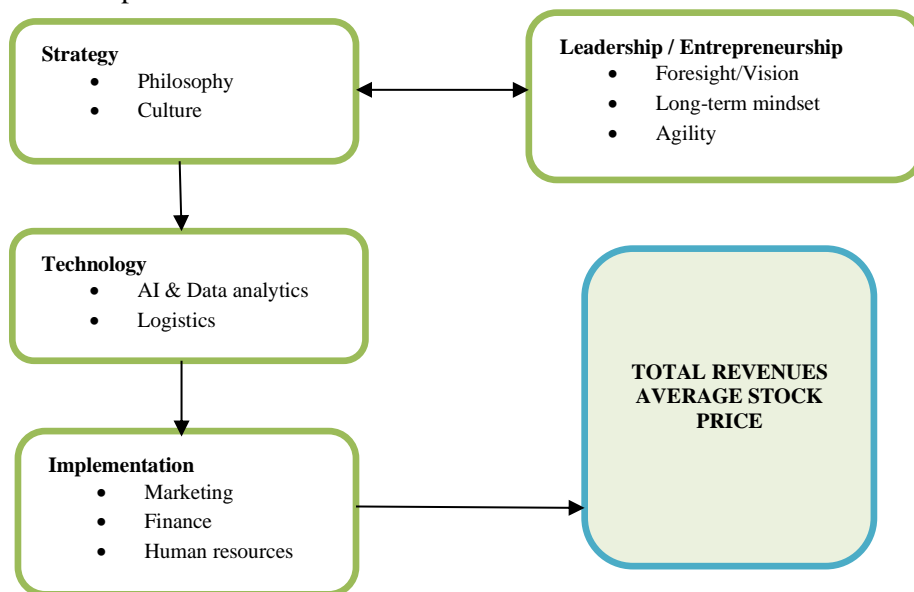 Strategy
• Philosophy
• Culture
Leadership / Entrepreneurship
• Foresight/Vision
• Long-term mindset
• Agility
Technology
• AI & Data analytics
• Logistics
TOTAL REVENUES
AVERAGE STOCK
PRICE
Implementation
• Marketing
• Finance
• Human resources